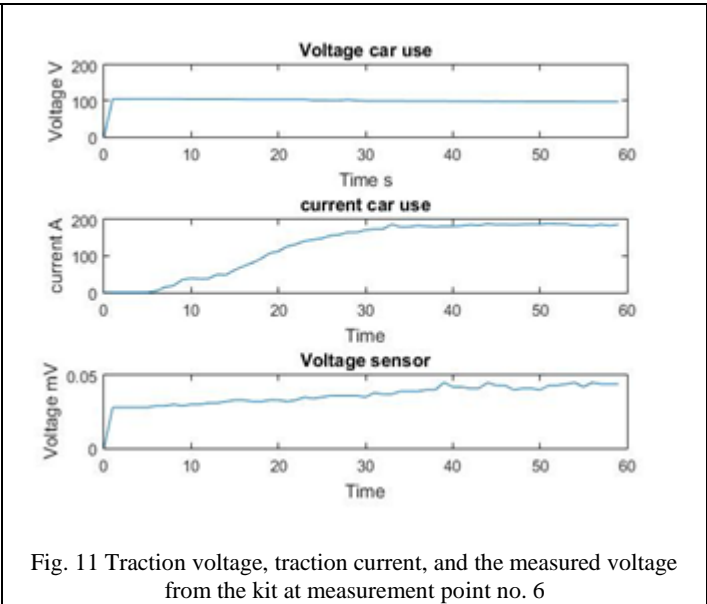 Voltage car use
200
100
0
Voltage V
0 10 20 30 40 50 60
Time s
current car use
200
100
0
current A
0 10 20 30 40 50 60
Time
Voltage sensor
0.05
0
Voltage mV
0 10 20 30 40 50 60
Time
Fig. 11 Traction voltage, traction current, and the measured voltage
from the kit at measurement point no. 6